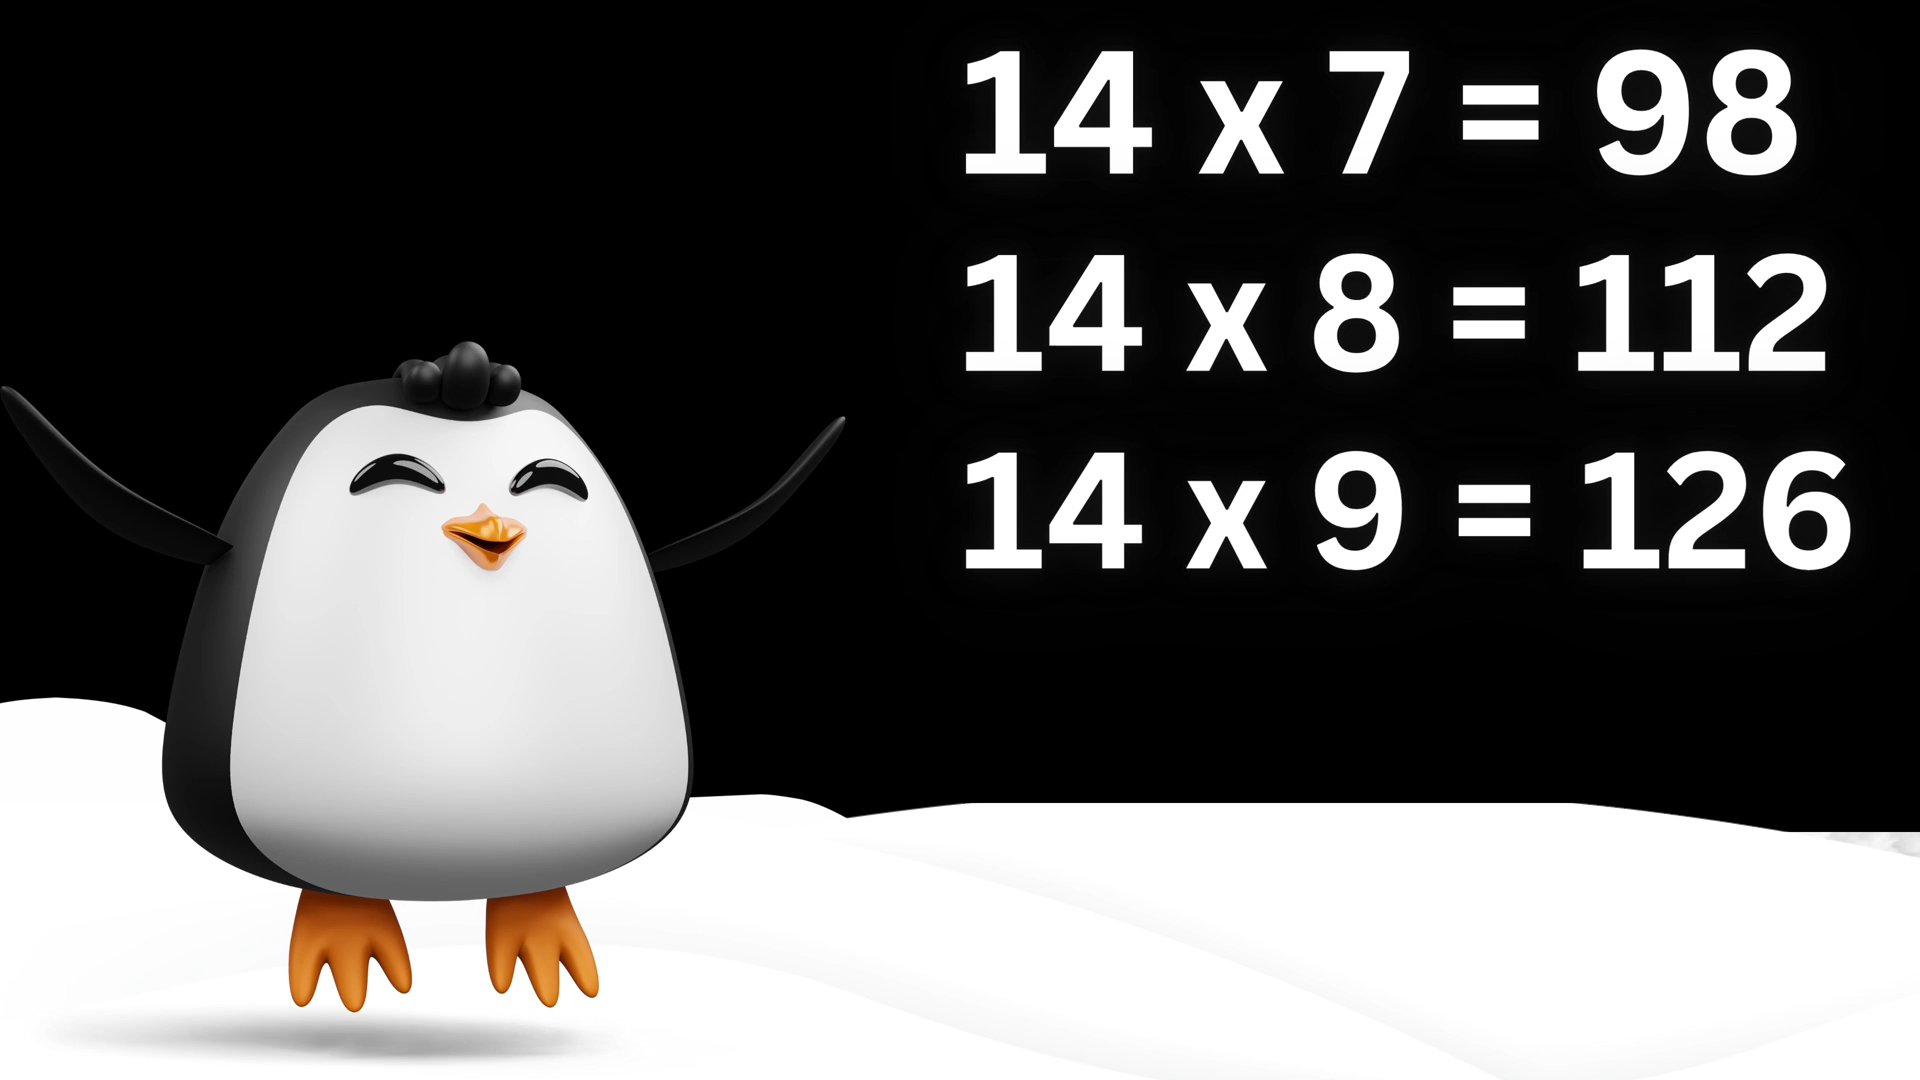 14 x 7 = 98
14 x 8 = 112
14 x 9 = 126